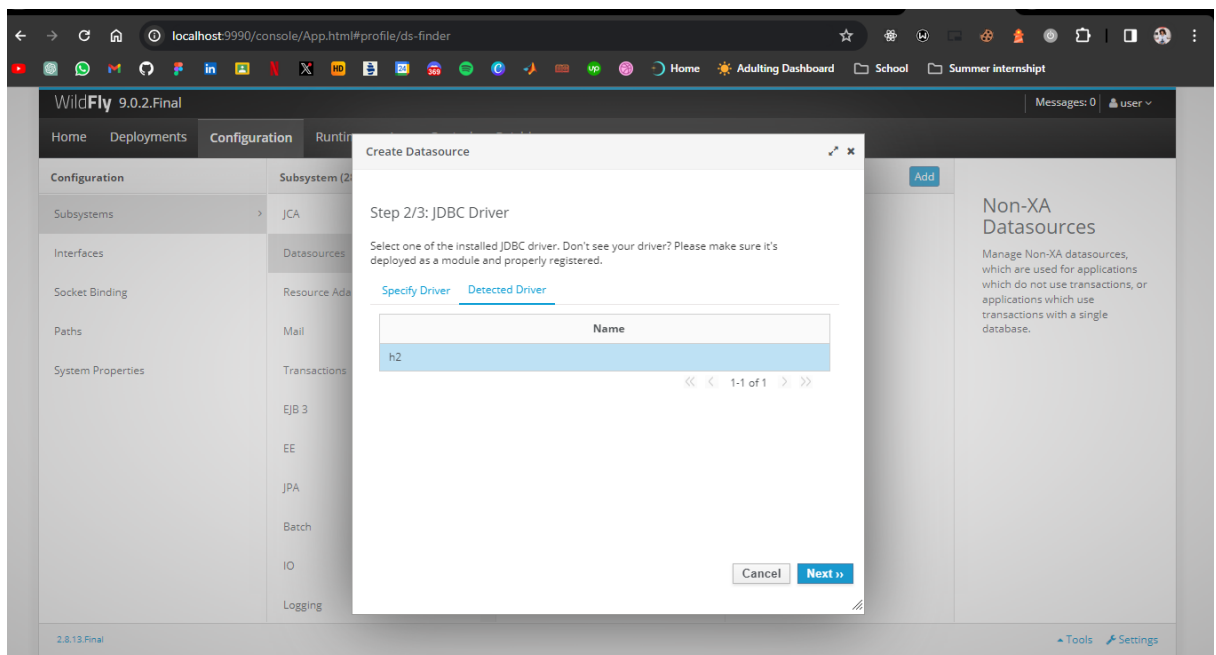 localhost:9990/console/App.html#profile/ds-finder
Home
Adulting Dashboard
School
Summer internshipt
WildFly 9.0.2.Final
Messages: 0
user
Home
Deployments
Configuration
Runtin
Create Datasource
Configuration
Subsystem (2
Add
Subsystems
Interfaces
Socket Binding
Paths
System Properties
JCA
Datasources
Resource Ada
Mail
Transactions
EJB 3
EE
JPA
Batch
IO
Logging
Step 2/3: JDBC Driver
Select one of the installed JDBC driver. Don't see your driver? Please make sure it's
deployed as a module and properly registered.
Specify Driver
Detected Driver
Name
h2
1-1 of 1
Cancel
Next ››
Non-XA
Datasources
Manage Non-XA datasources,
which are used for applications
which do not use transactions, or
applications which use
transactions with a single
database.
2.8.13.Final
Tools
Settings